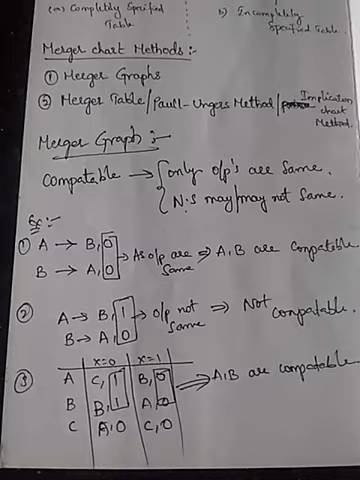 (a) Completly Specified Table
b) Incompletely Specified Table.
Merger chart Methods :-
① Merger Graphs
② Merger Table/Paull-Ungers Method/ Implication chart Method.
Merger Graph :-
Compatable → only o/p's are same.
N.S may/may not same.
Ex:-
① A → B, 0
B → A, 0
→ As o/p are same ⇒ A, B are compatible
② A → B, 1
B → A, 0
→ o/p not same ⇒ Not compatable.
③ x=0 x=1
A C, 1 B, 0
B B, 1 A, 0
C A, 0 C, 0
⇒ A, B are compatable